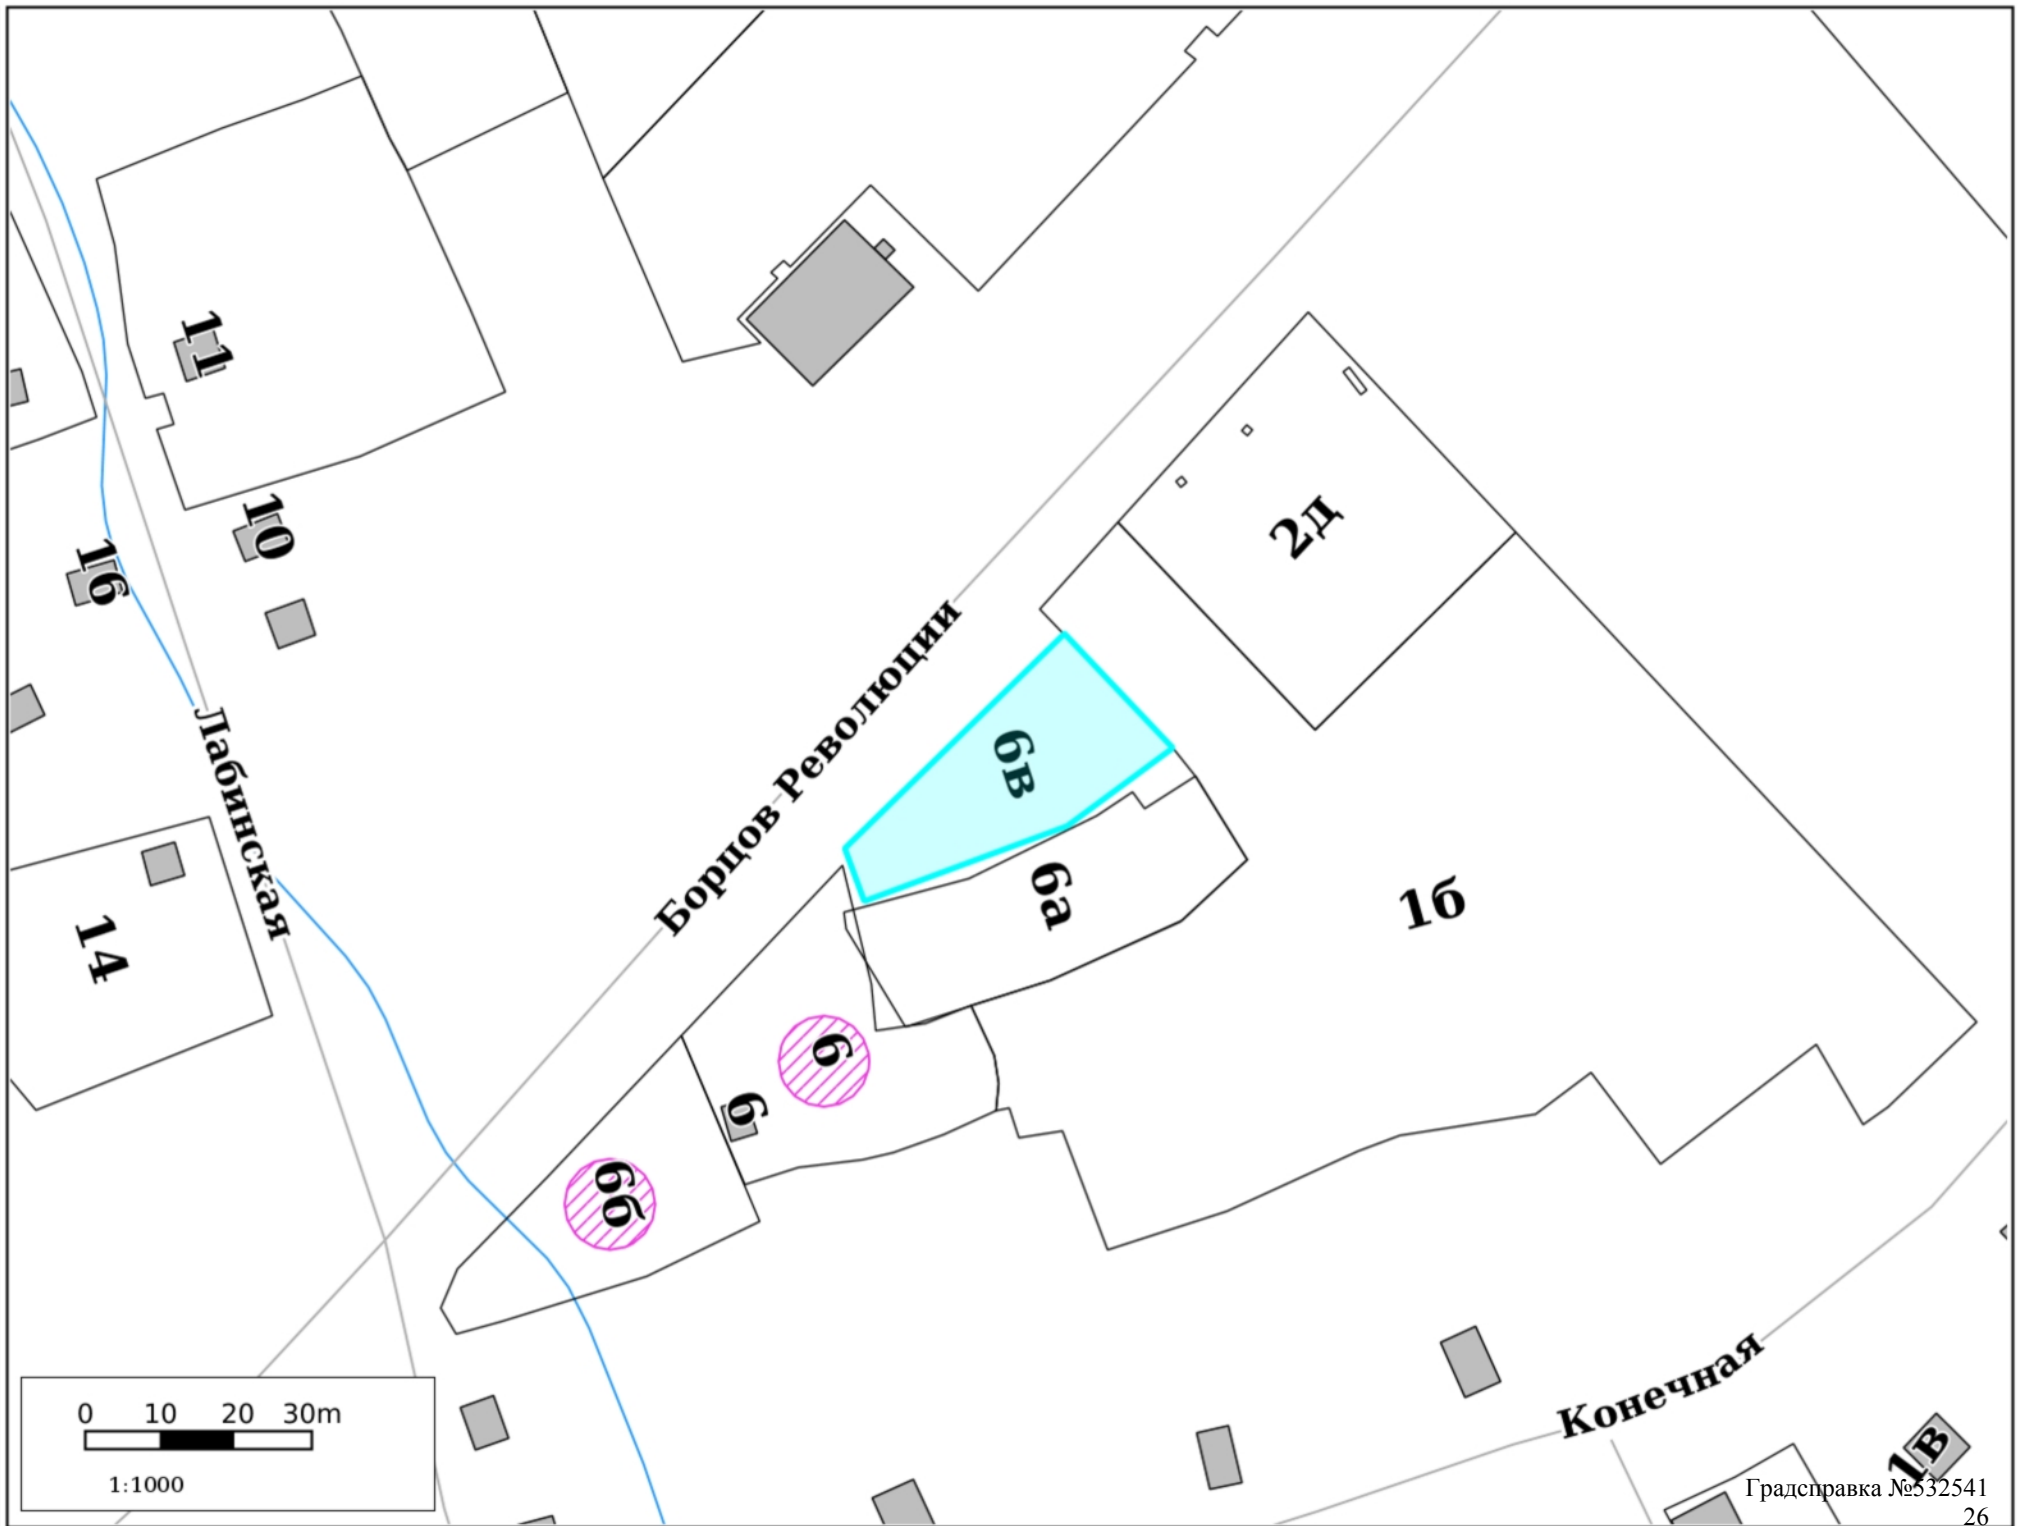 11
10
16
2д
Борцов Революции
6в
Лабинская
6а
1б
14
6
6
6б
0 10 20 30m
1:1000
Конечная
1в
Градсправка №532541
26